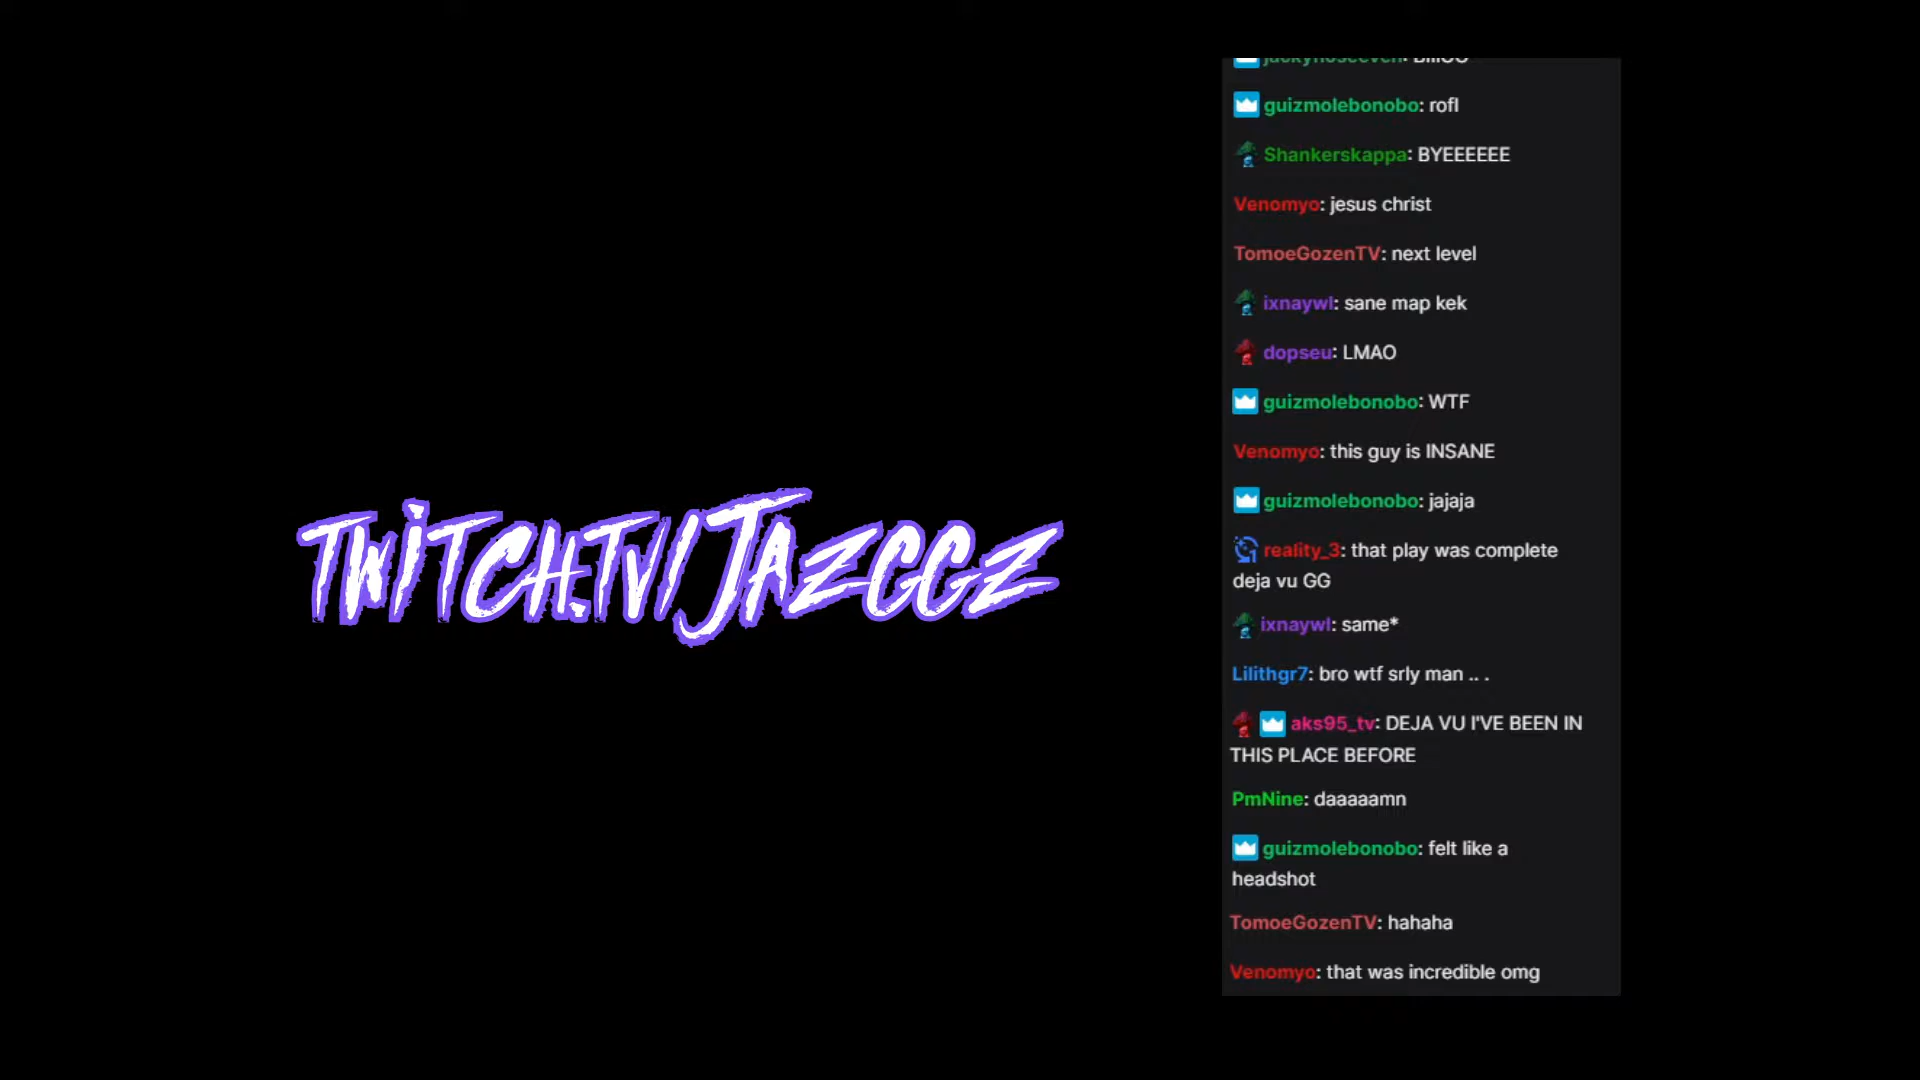 guizmolebonobo: rofl
Shankerskappa: BYEEEEEE
Venomyo: jesus christ
TomoeGozenTV: next level
ixnaywl: sane map kek
dopseu: LMAO
guizmolebonobo: WTF
Venomyo: this guy is INSANE
guizmolebonobo: jajaja
reality_3: that play was complete
deja vu GG
ixnaywl: same*
Lilithgr7: bro wtf srly man .. .
aks95_tv: DEJA VU I'VE BEEN IN
THIS PLACE BEFORE
PmNine: daaaaamn
guizmolebonobo: felt like a
headshot
TomoeGozenTV: hahaha
Venomyo: that was incredible omg
TWiTCH.TV/JAZGGZ